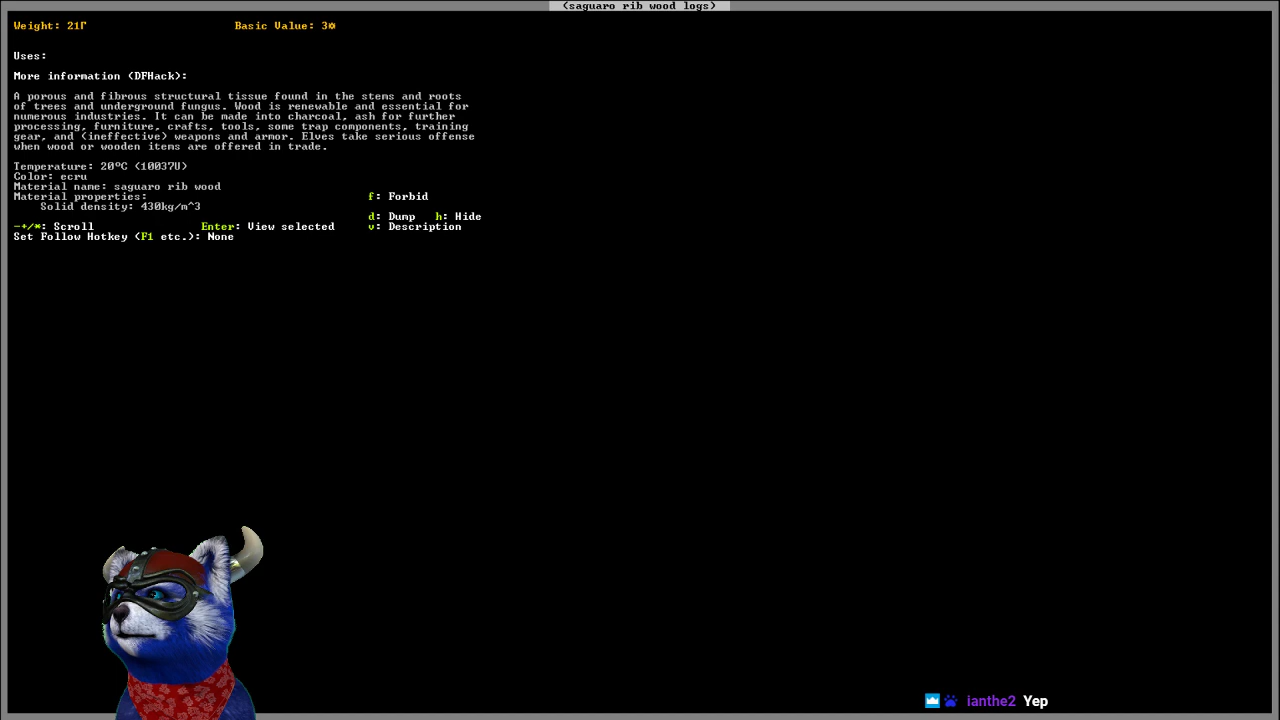 (saguaro rib wood logs)
Weight: 21Γ Basic Value: 3☼
Uses:
More information (DFHack):
A porous and fibrous structural tissue found in the stems and roots
of trees and underground fungus. Wood is renewable and essential for
numerous industries. It can be made into charcoal, ash for further
processing, furniture, crafts, tools, some trap components, training
gear, and (ineffective) weapons and armor. Elves take serious offense
when wood or wooden items are offered in trade.
Temperature: 20°C (10037U)
Color: ecru
Material name: saguaro rib wood
Material properties: f: Forbid
Solid density: 430kg/m^3
d: Dump h: Hide
-+/*: Scroll Enter: View selected v: Description
Set Follow Hotkey (F1 etc.): None
ianthe2 Yep